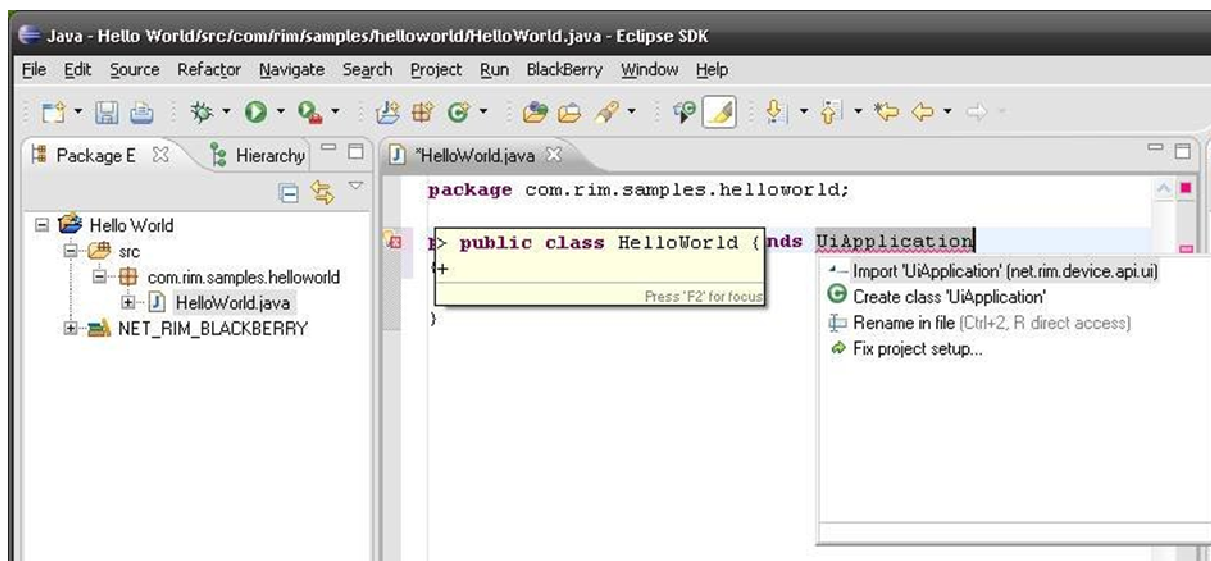 Java - Hello World/src/com/rim/samples/helloworld/HelloWorld.java - Eclipse SDK
File Edit Source Refactor Navigate Search Project Run BlackBerry Window Help
Package E Hierarchy
*HelloWorld.java
Hello World
src
com.rim.samples.helloworld
HelloWorld.java
NET_RIM_BLACKBERRY
package com.rim.samples.helloworld;
p> public class HelloWorld { nds UiApplication
{+
Press 'F2' for focus
}
Import 'UiApplication' (net.rim.device.api.ui)
Create class 'UiApplication'
Rename in file (Ctrl+2, R direct access)
Fix project setup...